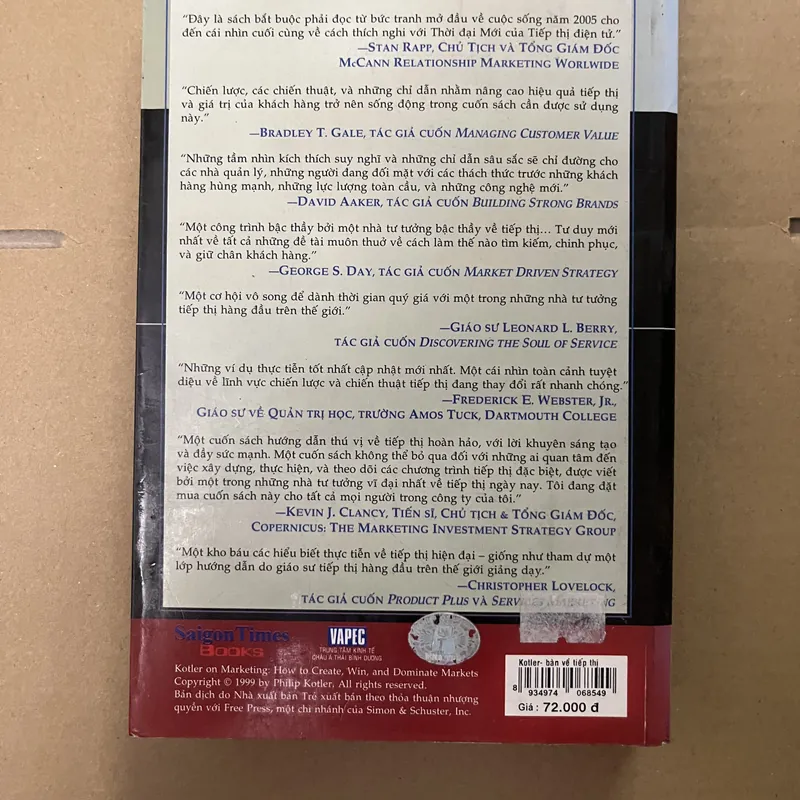 “Đây là sách bắt buộc phải đọc từ bức tranh mở đầu về cuộc sống năm 2005 cho
đến cái nhìn cuối cùng về cách thích nghi với Thời đại Mới của Tiếp thị điện tử.”
—STAN RAPP, CHỦ TỊCH VÀ TỔNG GIÁM ĐỐC
MCCANN RELATIONSHIP MARKETING WORLWIDE
“Chiến lược, các chiến thuật, và những chỉ dẫn nhằm nâng cao hiệu quả tiếp thị
và giá trị của khách hàng trở nên sống động trong cuốn sách cần được sử dụng
này.”
—BRADLEY T. GALE, TÁC GIẢ CUỐN MANAGING CUSTOMER VALUE
“Những tầm nhìn kích thích suy nghĩ và những chỉ dẫn sâu sắc sẽ chỉ đường cho
các nhà quản lý, những người đang đối mặt với các thách thức trước những khách
hàng hùng mạnh, những lực lượng toàn cầu, và những công nghệ mới.”
—DAVID AAKER, TÁC GIẢ CUỐN BUILDING STRONG BRANDS
“Một công trình bậc thầy bởi một nhà tư tưởng bậc thầy về tiếp thị... Tư duy mới
nhất về tất cả những đề tài muôn thuở về cách làm thế nào tìm kiếm, chinh phục,
và giữ chân khách hàng.”
—GEORGE S. DAY, TÁC GIẢ CUỐN MARKET DRIVEN STRATEGY
“Một cơ hội vô song để dành thời gian quý giá với một trong những nhà tư tưởng
tiếp thị hàng đầu trên thế giới.”
—GIÁO SƯ LEONARD L. BERRY,
TÁC GIẢ CUỐN DISCOVERING THE SOUL OF SERVICE
“Những ví dụ thực tiễn tốt nhất cập nhật mới nhất. Một cái nhìn toàn cảnh tuyệt
diệu về lĩnh vực chiến lược và chiến thuật tiếp thị đang thay đổi rất nhanh chóng.”
—FREDERICK E. WEBSTER, JR.,
GIÁO SƯ VỀ QUẢN TRỊ HỌC, TRƯỜNG AMOS TUCK, DARTMOUTH COLLEGE
“Một cuốn sách hướng dẫn thú vị về tiếp thị hoàn hảo, với lời khuyên sáng tạo
và đầy sức mạnh. Một cuốn sách không thể bỏ qua đối với những ai quan tâm đến
việc xây dựng, thực hiện, và theo dõi các chương trình tiếp thị đặc biệt, được viết
bởi một trong những nhà tư tưởng vĩ đại nhất về tiếp thị ngày nay. Tôi đang đặt
mua cuốn sách này cho tất cả mọi người trong công ty của tôi.”
—KEVIN J. CLANCY, TIẾN SĨ, CHỦ TỊCH & TỔNG GIÁM ĐỐC,
COPERNICUS: THE MARKETING INVESTMENT STRATEGY GROUP
“Một kho báu các hiểu biết thực tiễn về tiếp thị hiện đại – giống như tham dự một
lớp hướng dẫn do giáo sư tiếp thị hàng đầu trên thế giới giảng dạy.”
—CHRISTOPHER LOVELOCK,
TÁC GIẢ CUỐN PRODUCT PLUS VÀ SERVICES MARKETING
SaigonTimes
BOOKS
VAPEC
TRUNG TÂM KINH TẾ
CHÂU Á THÁI BÌNH DƯƠNG
Kotler on Marketing: How to Create, Win, and Dominate Markets
Copyright © 1999 by Philip Kotler. All rights reserved.
Bản dịch do Nhà xuất bản Trẻ xuất bản theo thỏa thuận nhượng
quyền với Free Press, một chi nhánh của Simon & Schuster, Inc.
Kotler- bàn về tiếp thị
8 934974 068549
Giá : 72.000 đ